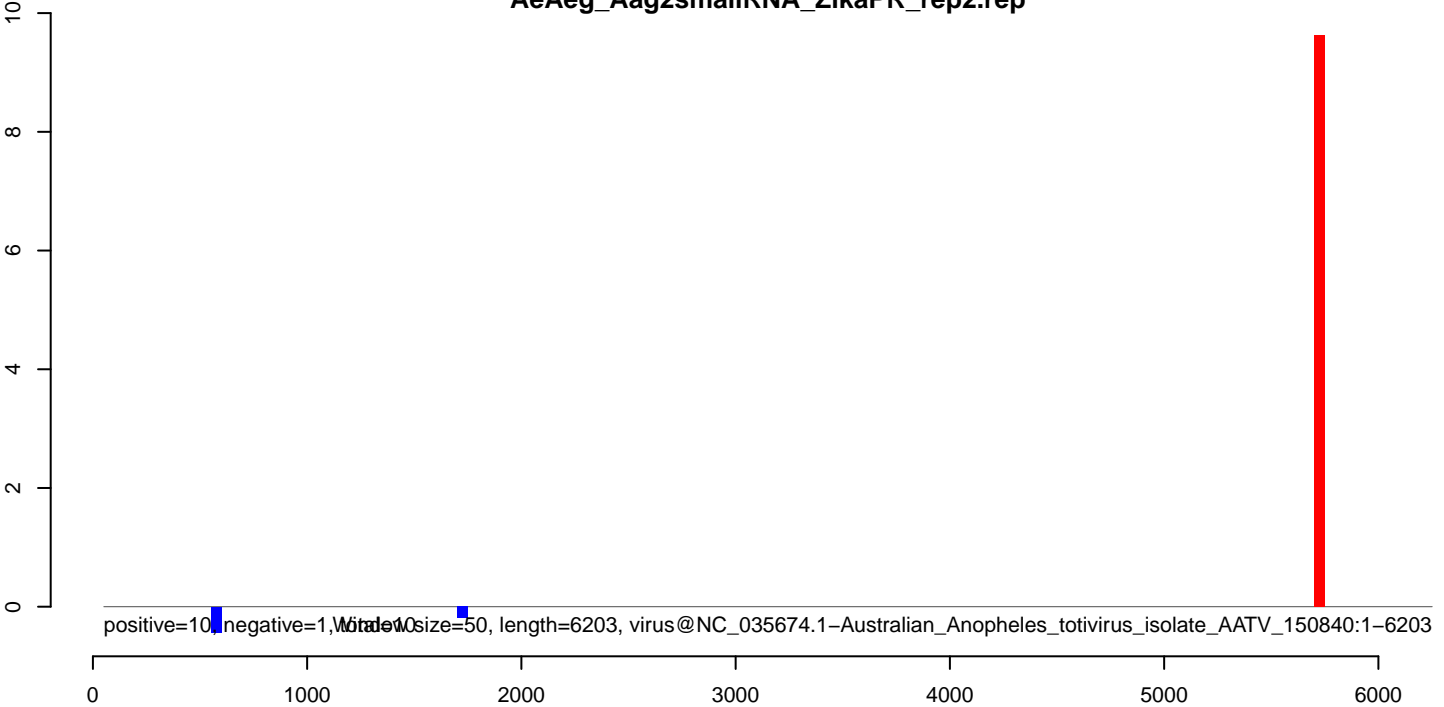 AeAeg_Aag2smallRNA_ZikaPR_rep2.rep
10
8
6
4
2
0
positive=10, negative=1, total=10 Window size=50, length=6203, virus@NC_035674.1−Australian_Anopheles_totivirus_isolate_AATV_150840:1−6203
0 1000 2000 3000 4000 5000 6000